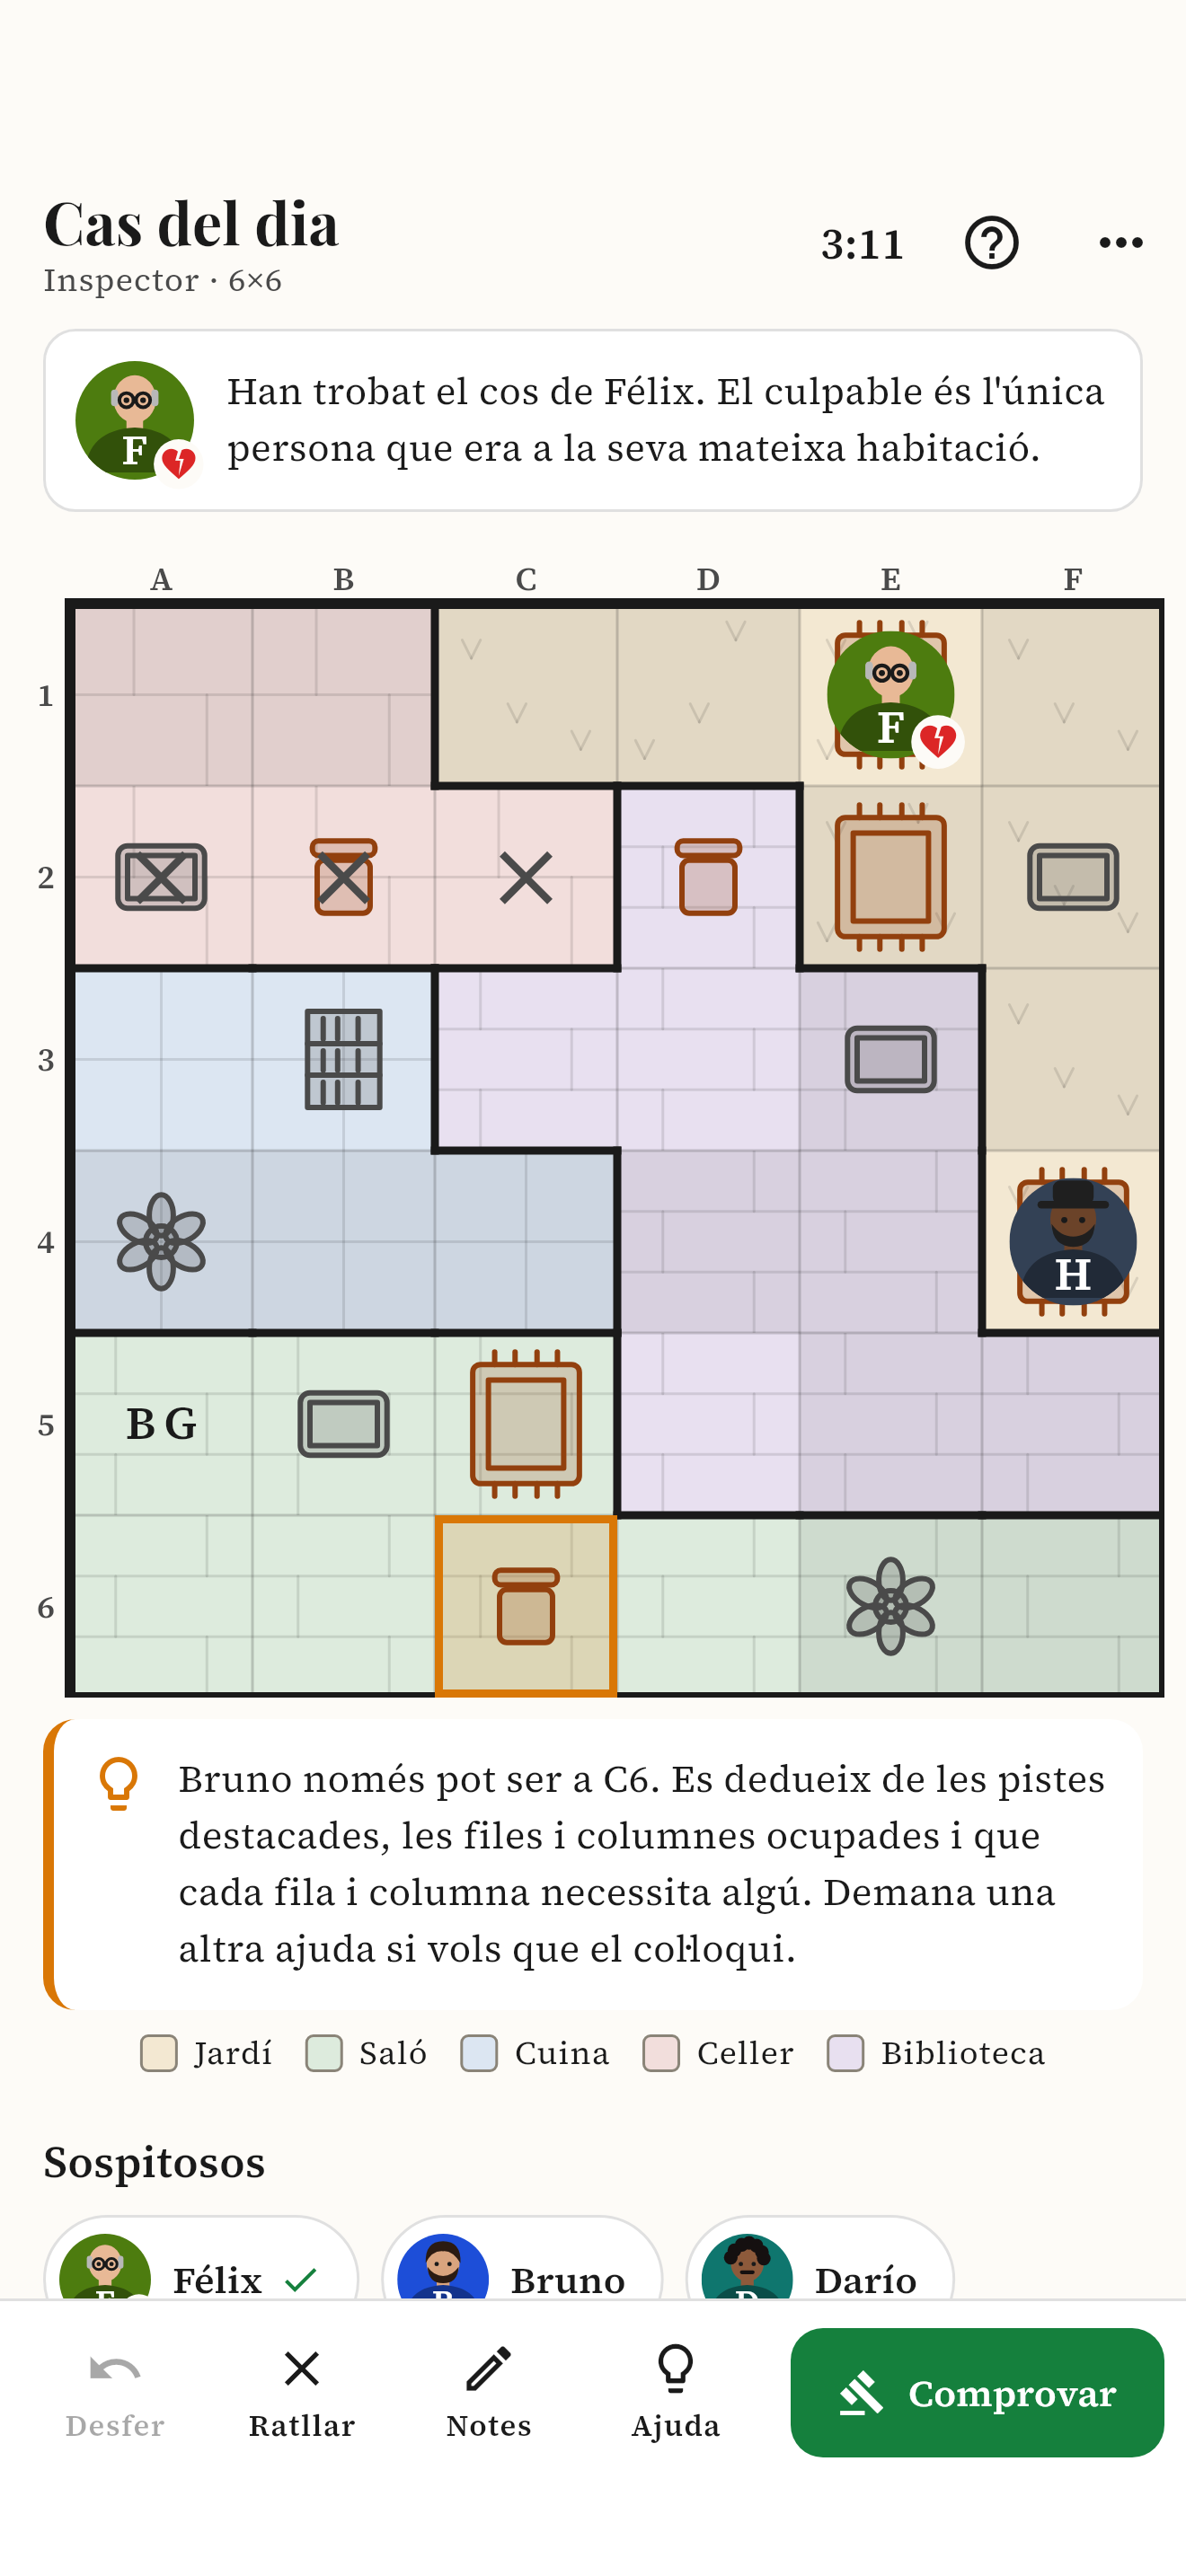 Cas del dia
Inspector · 6×6
3:11
F
Han trobat el cos de Félix. El culpable és l'única
persona que era a la seva mateixa habitació.
A B C D E F
1
F
2
3
4
H
5
B G
6
Bruno només pot ser a C6. Es dedueix de les pistes
destacades, les files i columnes ocupades i que
cada fila i columna necessita algú. Demana una
altra ajuda si vols que el col·loqui.
Jardí Saló Cuina Celler Biblioteca
Sospitosos
Félix Bruno Darío
Desfer Ratllar Notes Ajuda Comprovar